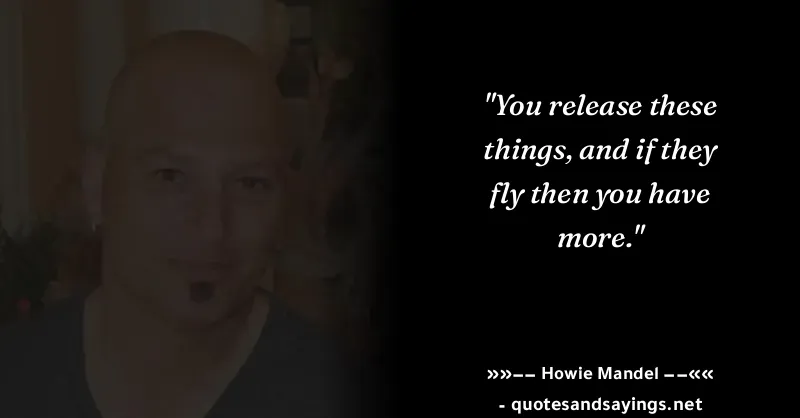 "You release these
things, and if they
fly then you have
more."
»»−− Howie Mandel −−««
- quotesandsayings.net